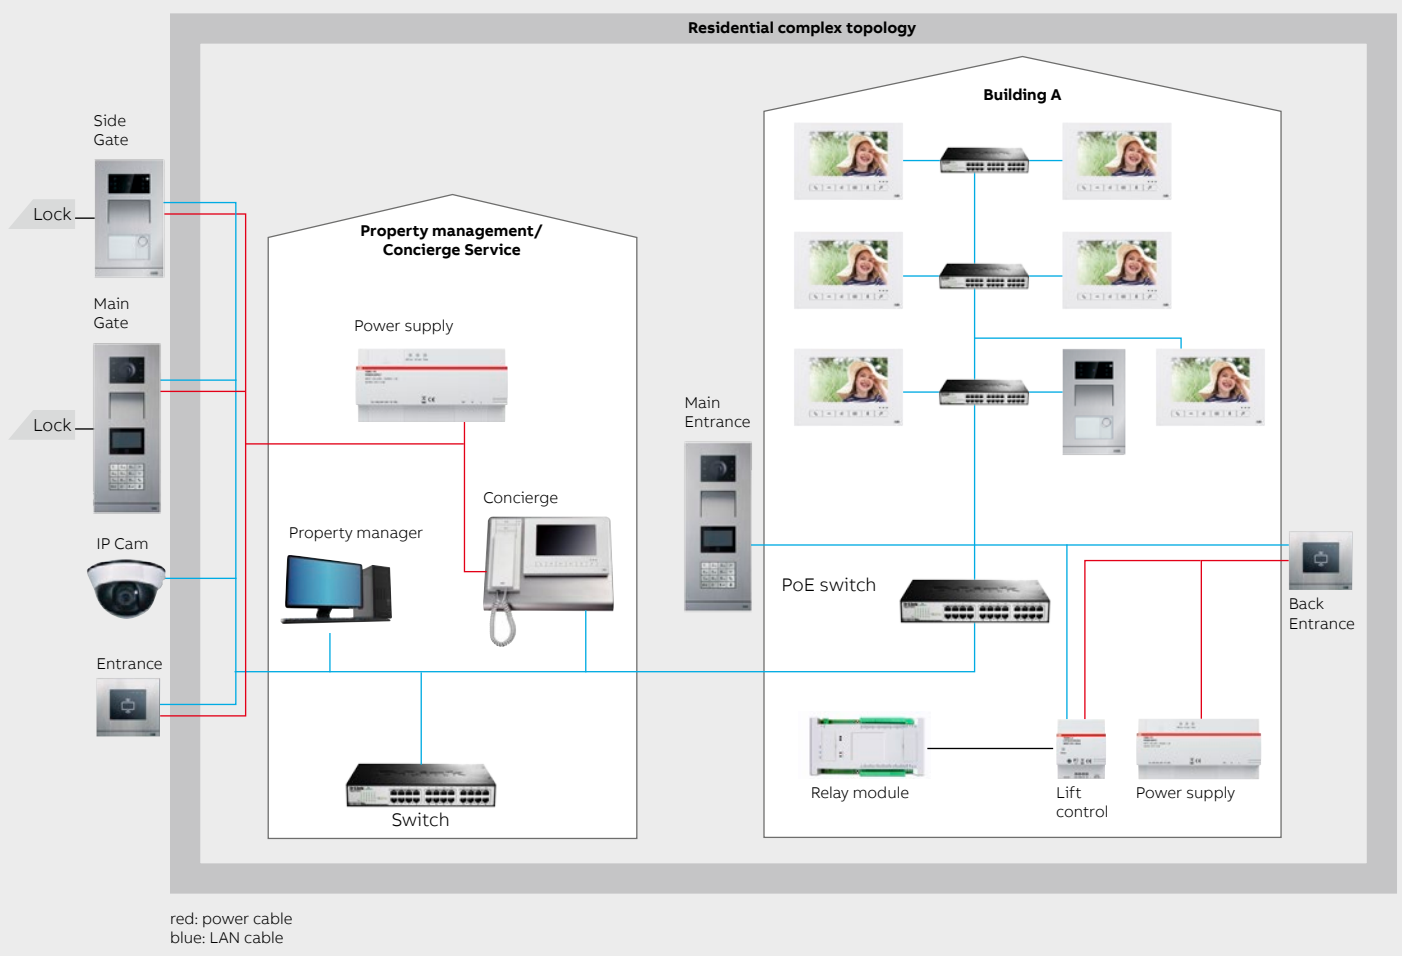 Residential complex topology
Building A
Side
Gate
Lock
Property management/
Concierge Service
Main
Gate
Lock
Power supply
Main
Entrance
Concierge
Property manager
IP Cam
PoE switch
Back
Entrance
Entrance
Relay module
Lift
control
Power supply
Switch
red: power cable
blue: LAN cable